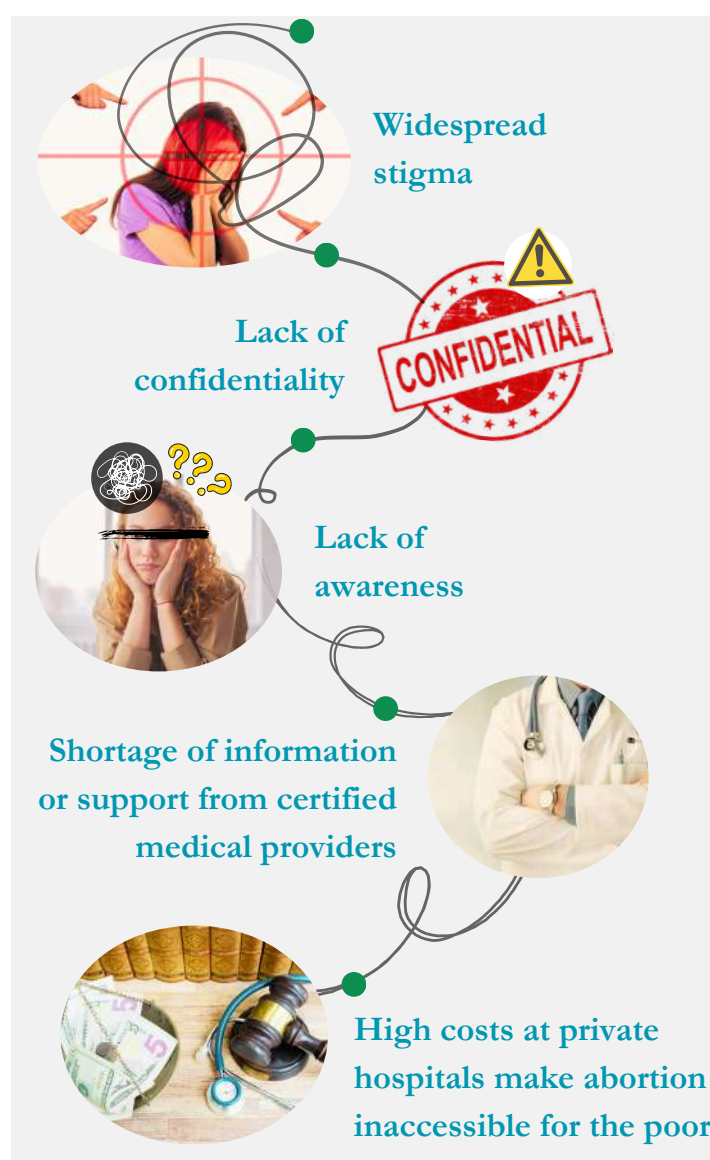 Widespread
stigma
CONFIDENTIAL
Lack of
confidentiality
Lack of
awareness
Shortage of information
or support from certified
medical providers
High costs at private
hospitals make abortion
inaccessible for the poor